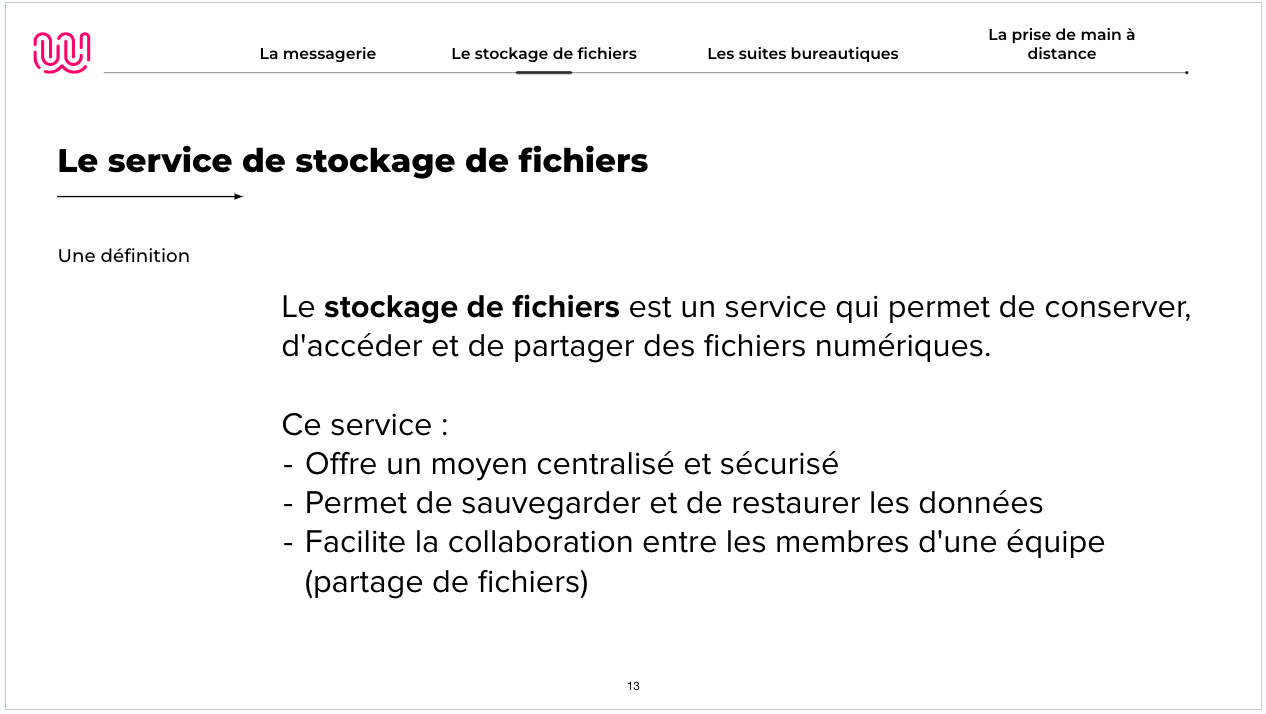 La messagerie
Le stockage de fichiers
Les suites bureautiques
La prise de main à
distance
Le service de stockage de fichiers
Une définition
Le stockage de fichiers est un service qui permet de conserver,
d'accéder et de partager des fichiers numériques.
Ce service :
- Offre un moyen centralisé et sécurisé
- Permet de sauvegarder et de restaurer les données
- Facilite la collaboration entre les membres d'une équipe
(partage de fichiers)
13